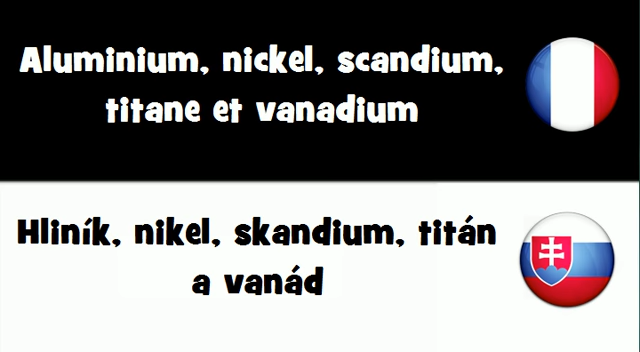 Aluminium, nickel, scandium,
titane et vanadium
Hliník, nikel, skandium, titán
a vanád